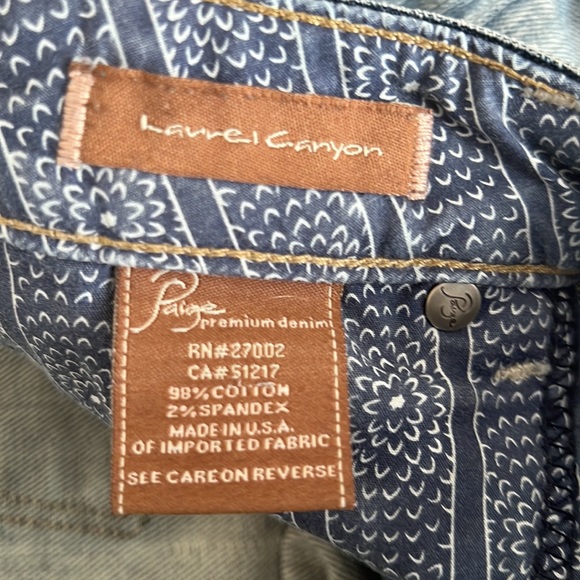 Laurel Canyon
Paige
premium denim
RN#27002
CA#51217
98% COTTON
2% SPANDEX
MADE IN U.S.A.
OF IMPORTED FABRIC
SEE CARE ON REVERSE